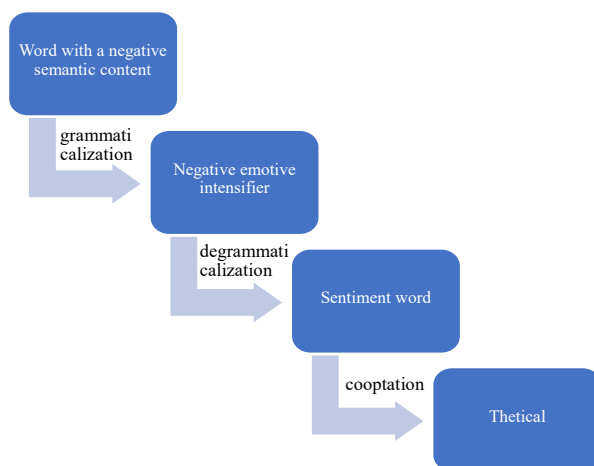 Word with a negative
semantic content
grammati
calization
Negative emotive
intensifier
degrammati
calization
Sentiment word
cooptation
Thetical